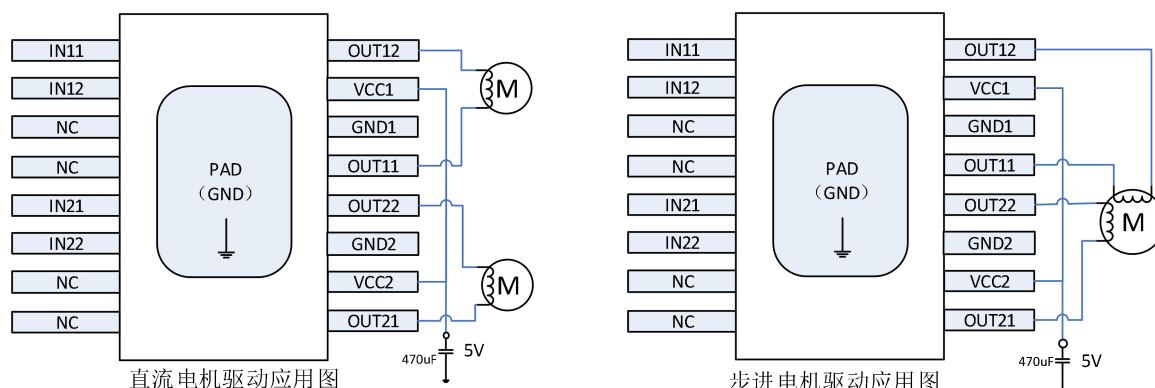 IN11
IN12
NC
NC
IN21
IN22
NC
NC
PAD
（GND）
OUT12
VCC1
GND1
OUT11
OUT22
GND2
VCC2
OUT21
M
M
470uF
5V
直流电机驱动应用图
IN11
IN12
NC
NC
IN21
IN22
NC
NC
PAD
（GND）
OUT12
VCC1
GND1
OUT11
OUT22
GND2
VCC2
OUT21
M
470uF
5V
步进电机驱动应用图